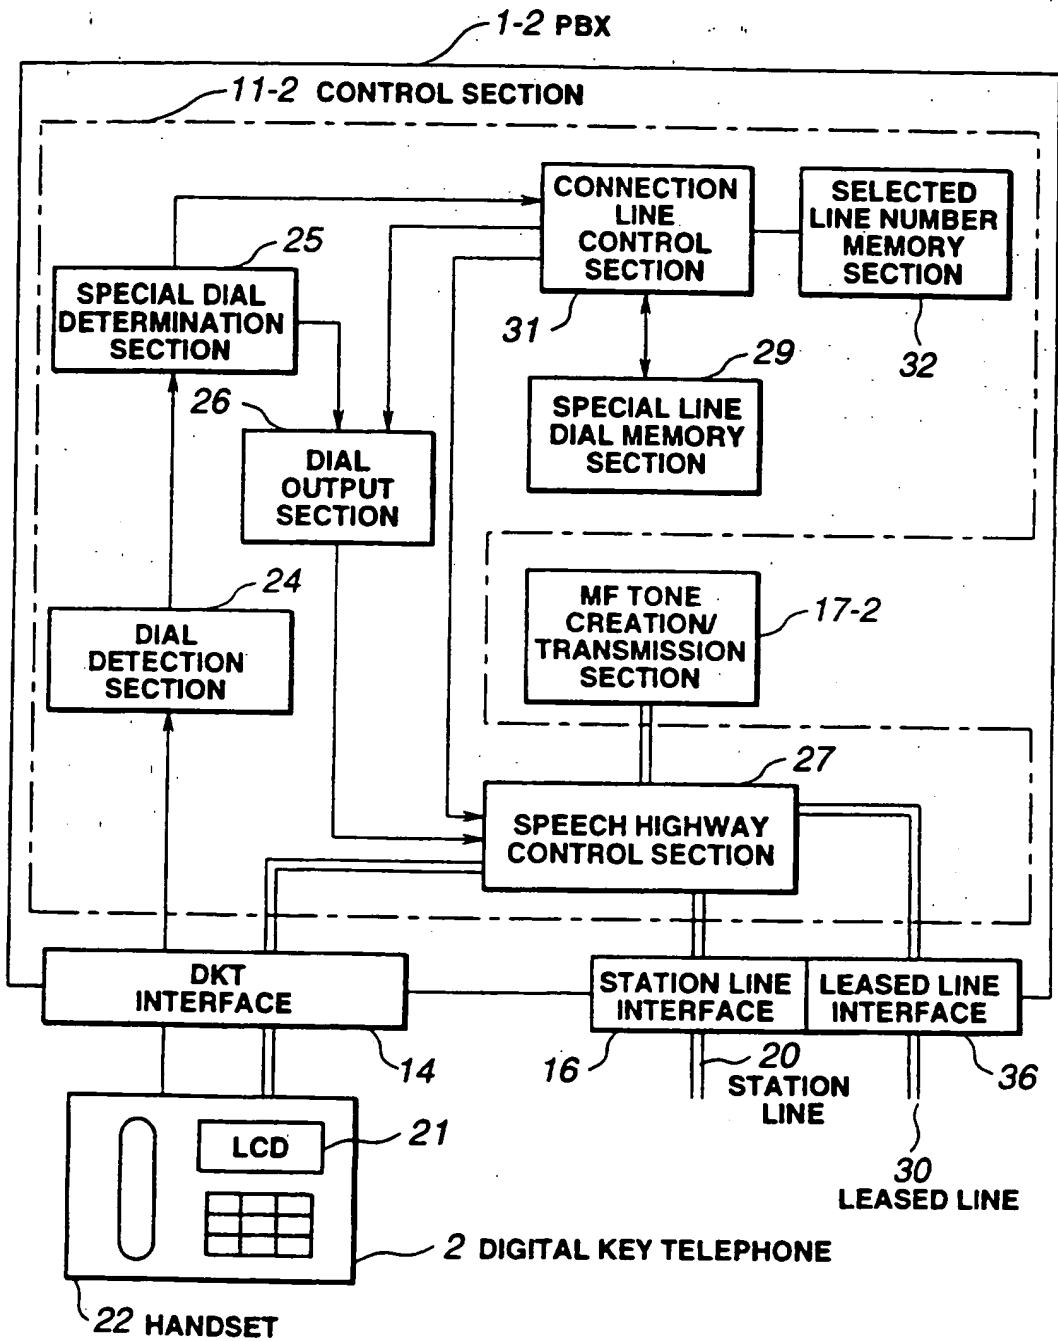 1-2 PBX
11-2 CONTROL SECTION
CONNECTION
LINE
CONTROL
SECTION
31
SELECTED
LINE NUMBER
MEMORY
SECTION
32
25
SPECIAL DIAL
DETERMINATION
SECTION
29
SPECIAL LINE
DIAL MEMORY
SECTION
26
DIAL
OUTPUT
SECTION
24
DIAL
DETECTION
SECTION
MF TONE
CREATION/
TRANSMISSION
SECTION
17-2
27
SPEECH HIGHWAY
CONTROL SECTION
DKT
INTERFACE
14
STATION LINE
INTERFACE
16
LEASED LINE
INTERFACE
36
20
STATION
LINE
30
LEASED LINE
LCD
21
2 DIGITAL KEY TELEPHONE
22 HANDSET